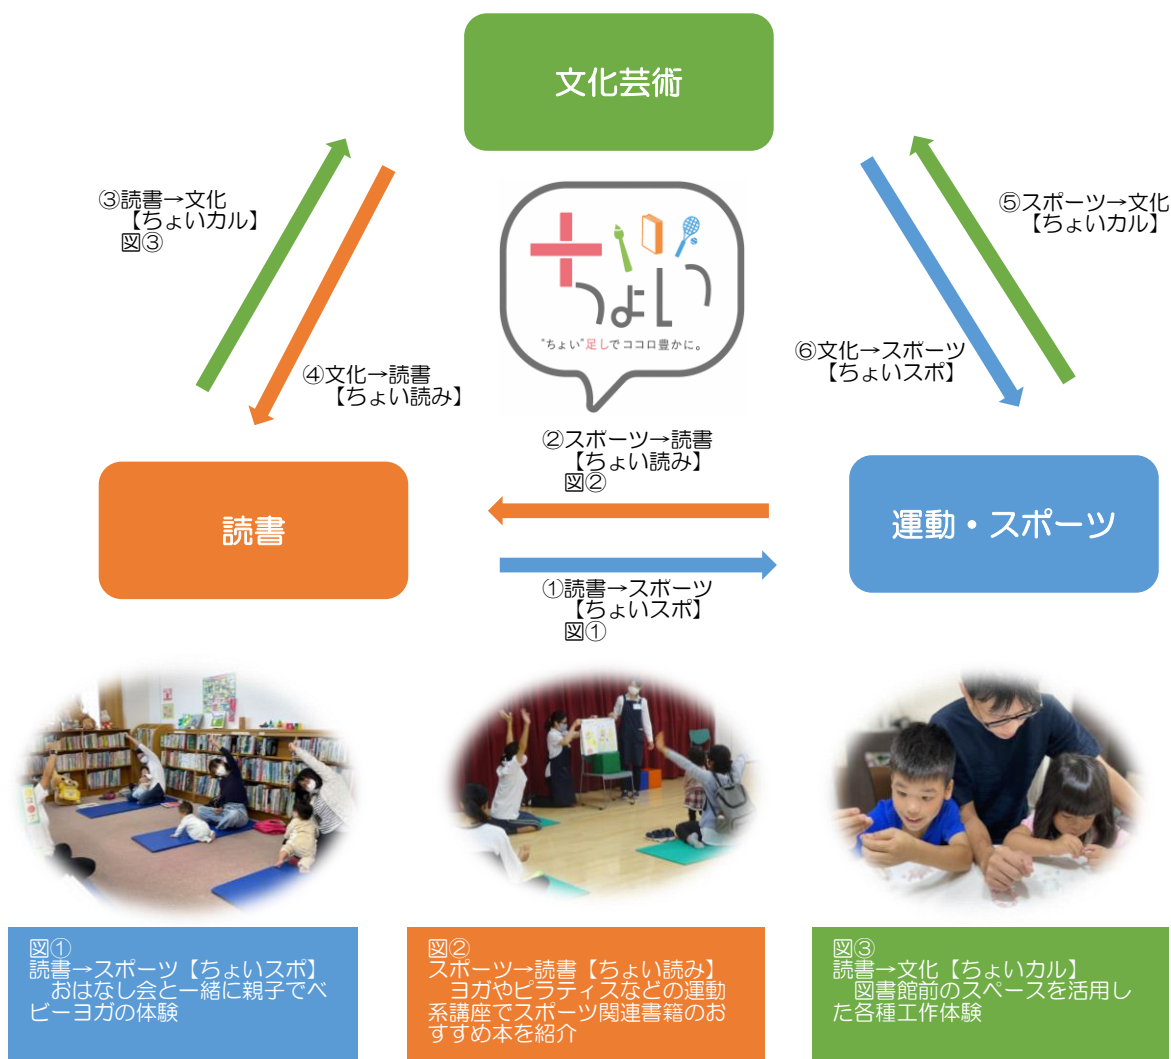 文化芸術
③読書→文化
【ちょいカル】
図③
⑤スポーツ→文化
【ちょいカル】
＋ちょい
"ちょい"足しでココロ豊かに。
④文化→読書
【ちょい読み】
⑥文化→スポーツ
【ちょいスポ】
②スポーツ→読書
【ちょい読み】
図②
読書
運動・スポーツ
①読書→スポーツ
【ちょいスポ】
図①
図①
読書→スポーツ【ちょいスポ】
おはなし会と一緒に親子でベ
ビーヨガの体験
図②
スポーツ→読書【ちょい読み】
ヨガやピラティスなどの運動
系講座でスポーツ関連書籍のお
すすめ本を紹介
図③
読書→文化【ちょいカル】
図書館前のスペースを活用し
た各種工作体験